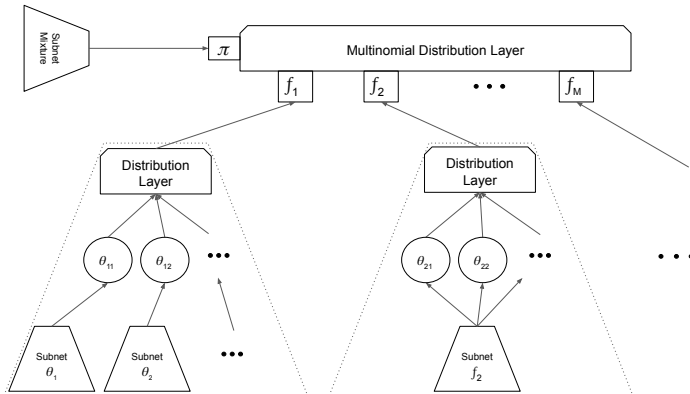 Subnet
Mixture
π
Multinomial Distribution Layer
f1
f2
•••
fM
Distribution
Layer
Distribution
Layer
θ11
θ12
•••
θ21
θ22
•••
•••
Subnet
θ1
Subnet
θ2
•••
Subnet
f2